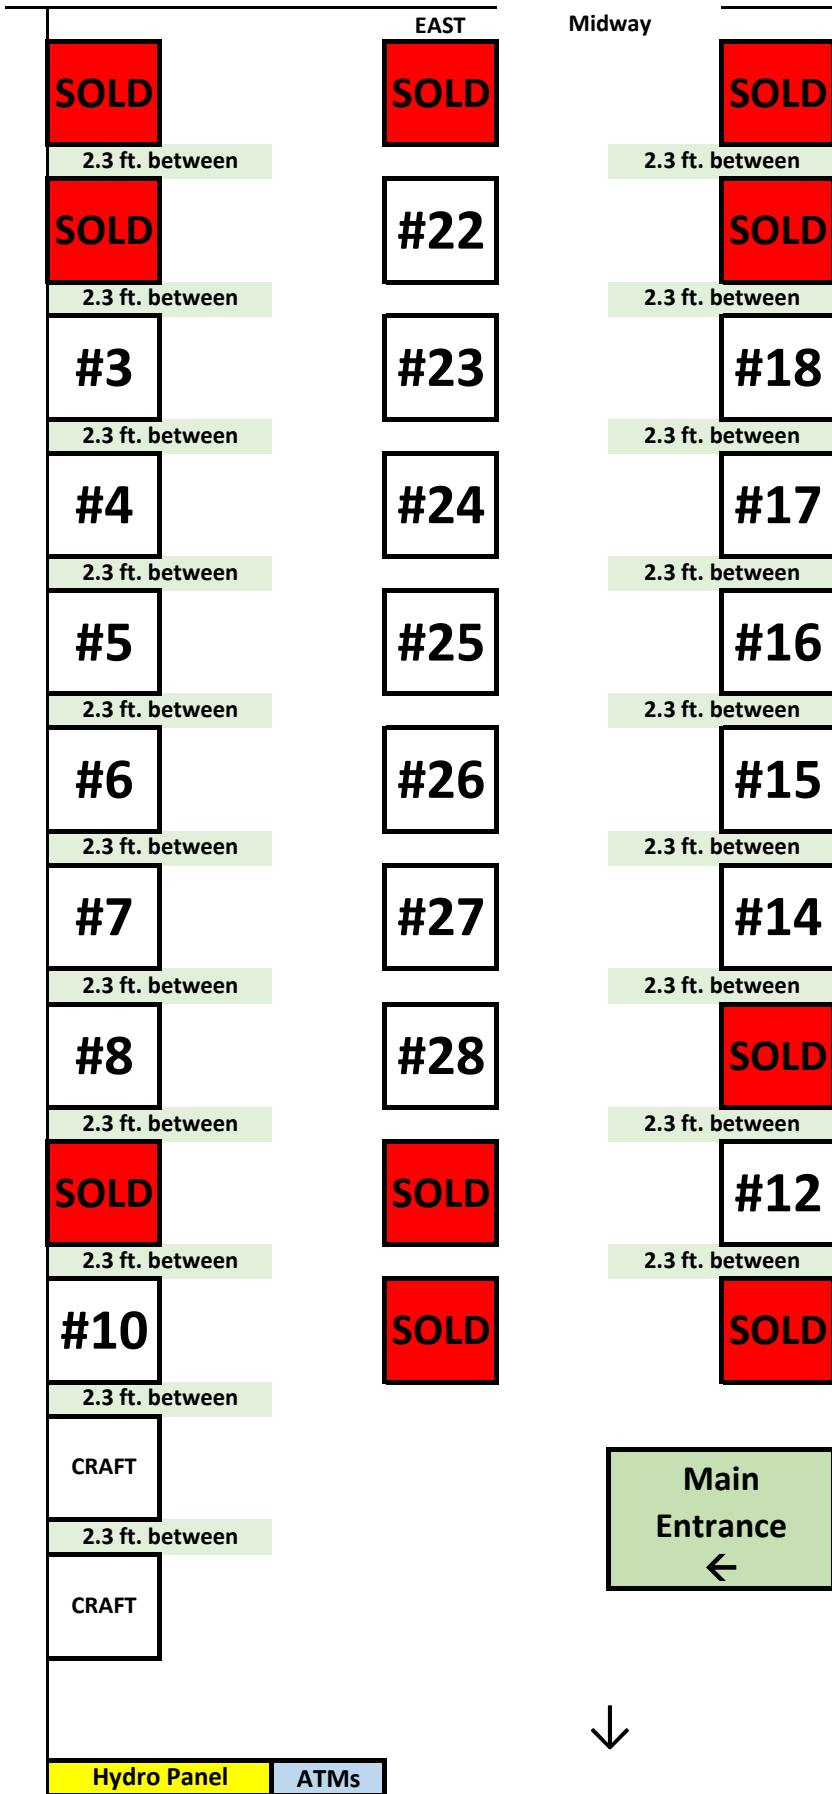 EAST Midway
SOLD SOLD SOLD
2.3 ft. between 2.3 ft. between
SOLD #22 SOLD
2.3 ft. between 2.3 ft. between
#3 #23 #18
2.3 ft. between 2.3 ft. between
#4 #24 #17
2.3 ft. between 2.3 ft. between
#5 #25 #16
2.3 ft. between 2.3 ft. between
#6 #26 #15
2.3 ft. between 2.3 ft. between
#7 #27 #14
2.3 ft. between 2.3 ft. between
#8 #28 SOLD
2.3 ft. between 2.3 ft. between
SOLD SOLD #12
2.3 ft. between 2.3 ft. between
#10 SOLD SOLD
2.3 ft. between
CRAFT
Main
Entrance
←
2.3 ft. between
CRAFT
↓
Hydro Panel ATMs